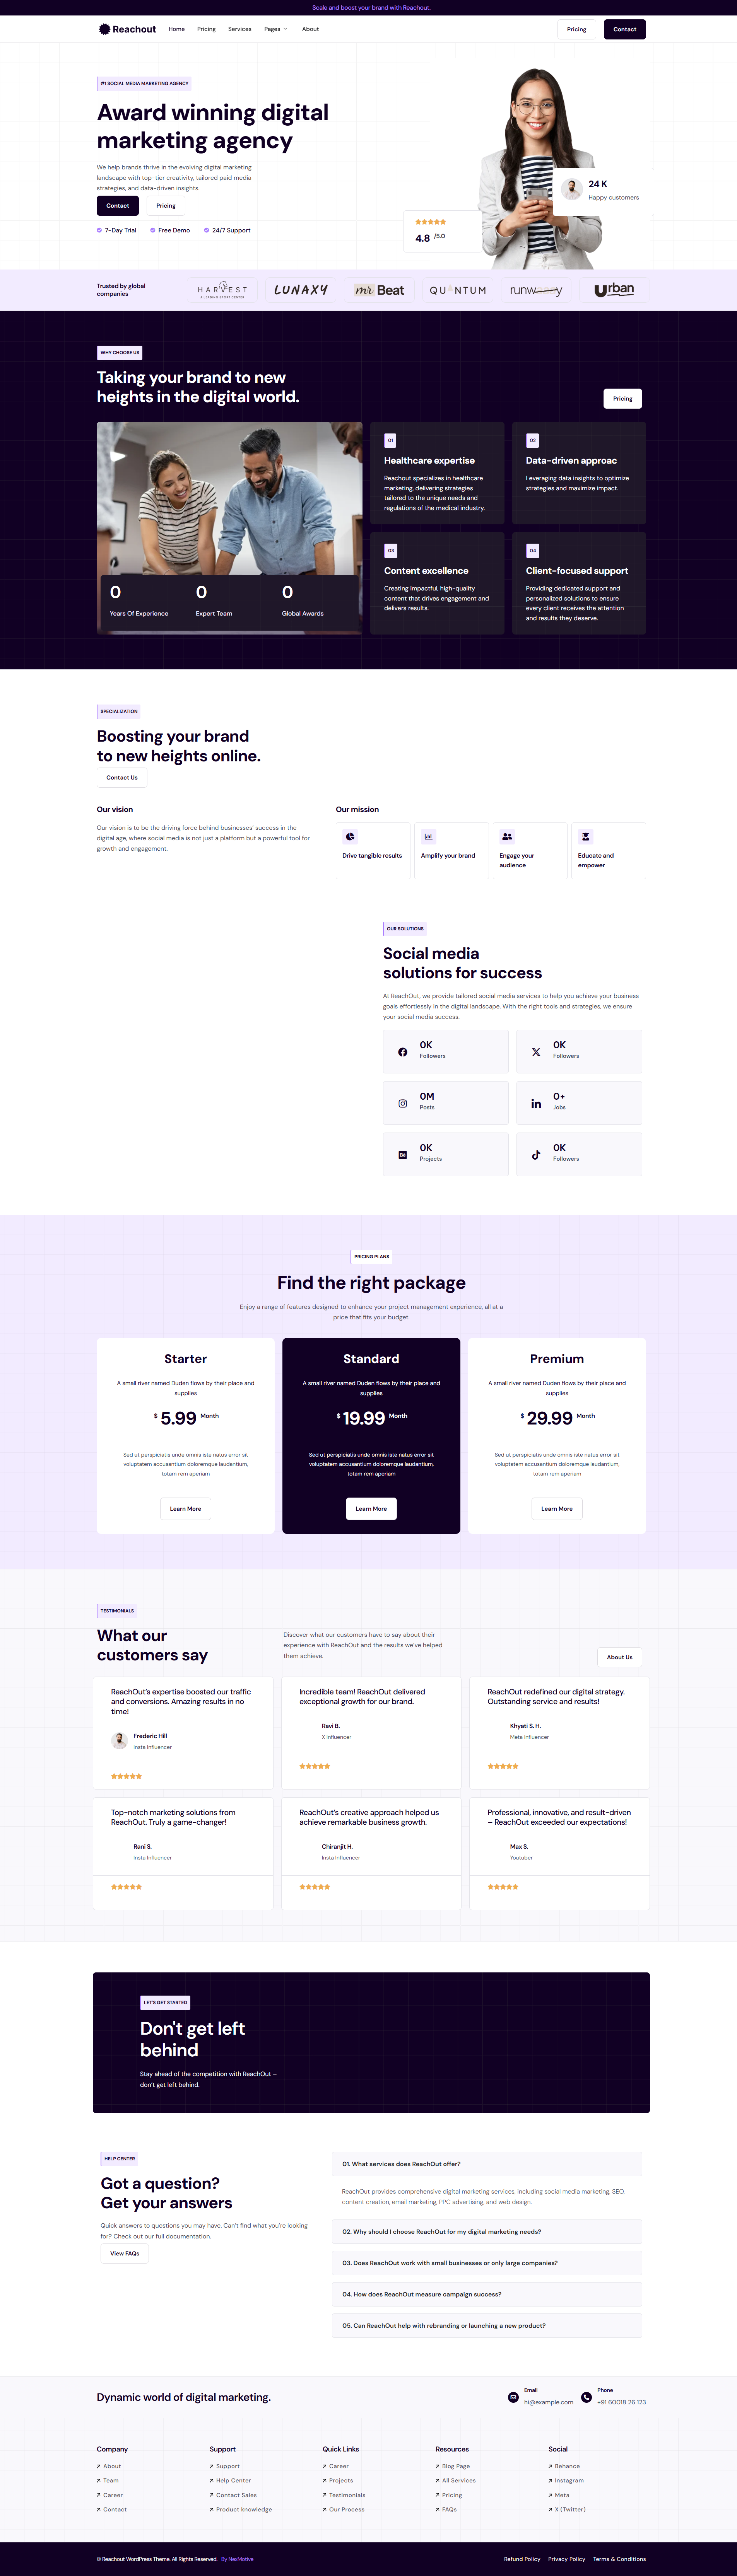 Scale and boost your brand with Reachout.
Reachout
Home
Pricing
Services
Pages
About
Pricing
Contact
#1 SOCIAL MEDIA MARKETING AGENCY
Award winning digital
marketing agency
We help brands thrive in the evolving digital marketing
landscape with top-tier creativity, tailored paid media
strategies, and data-driven insights.
Contact
Pricing
7-Day Trial
Free Demo
24/7 Support
24 K
Happy customers
4.8 /5.0
Trusted by global
companies
HARVEST
A LEADING SPORT CENTER
LUNAXY
mr Beat
QUANTUM
runwway
Urban
WHY CHOOSE US
Taking your brand to new
heights in the digital world.
Pricing
0
Years Of Experience
0
Expert Team
0
Global Awards
01
Healthcare expertise
Reachout specializes in healthcare
marketing, delivering strategies
tailored to the unique needs and
regulations of the medical industry.
02
Data-driven approac
Leveraging data insights to optimize
strategies and maximize impact.
03
Content excellence
Creating impactful, high-quality
content that drives engagement and
delivers results.
04
Client-focused support
Providing dedicated support and
personalized solutions to ensure
every client receives the attention
and results they deserve.
SPECIALIZATION
Boosting your brand
to new heights online.
Contact Us
Our vision
Our vision is to be the driving force behind businesses' success in the
digital age, where social media is not just a platform but a powerful tool for
growth and engagement.
Our mission
Drive tangible results
Amplify your brand
Engage your
audience
Educate and
empower
OUR SOLUTIONS
Social media
solutions for success
At ReachOut, we provide tailored social media services to help you achieve your business
goals effortlessly in the digital landscape. With the right tools and strategies, we ensure
your social media success.
0K
Followers
0K
Followers
0M
Posts
0+
Jobs
0K
Projects
0K
Followers
PRICING PLANS
Find the right package
Enjoy a range of features designed to enhance your project management experience, all at a
price that fits your budget.
Starter
A small river named Duden flows by their place and
supplies
$ 5.99 Month
Sed ut perspiciatis unde omnis iste natus error sit
voluptatem accusantium doloremque laudantium,
totam rem aperiam
Learn More
Standard
A small river named Duden flows by their place and
supplies
$ 19.99 Month
Sed ut perspiciatis unde omnis iste natus error sit
voluptatem accusantium doloremque laudantium,
totam rem aperiam
Learn More
Premium
A small river named Duden flows by their place and
supplies
$ 29.99 Month
Sed ut perspiciatis unde omnis iste natus error sit
voluptatem accusantium doloremque laudantium,
totam rem aperiam
Learn More
TESTIMONIALS
What our
customers say
Discover what our customers have to say about their
experience with ReachOut and the results we've helped
them achieve.
About Us
ReachOut's expertise boosted our traffic
and conversions. Amazing results in no
time!
Frederic Hill
Insta Influencer
Incredible team! ReachOut delivered
exceptional growth for our brand.
Ravi B.
X Influencer
ReachOut redefined our digital strategy.
Outstanding service and results!
Khyati S. H.
Meta Influencer
Top-notch marketing solutions from
ReachOut. Truly a game-changer!
Rani S.
Insta Influencer
ReachOut's creative approach helped us
achieve remarkable business growth.
Chiranjit H.
Insta Influencer
Professional, innovative, and result-driven
– ReachOut exceeded our expectations!
Max S.
Youtuber
LET'S GET STARTED
Don't get left
behind
Stay ahead of the competition with ReachOut –
don't get left behind.
HELP CENTER
Got a question?
Get your answers
Quick answers to questions you may have. Can't find what you're looking
for? Check out our full documentation.
View FAQs
01. What services does ReachOut offer?
ReachOut provides comprehensive digital marketing services, including social media marketing, SEO,
content creation, email marketing, PPC advertising, and web design.
02. Why should I choose ReachOut for my digital marketing needs?
03. Does ReachOut work with small businesses or only large companies?
04. How does ReachOut measure campaign success?
05. Can ReachOut help with rebranding or launching a new product?
Dynamic world of digital marketing.
Email
hi@example.com
Phone
+91 60018 26 123
Company
About
Team
Career
Contact
Support
Support
Help Center
Contact Sales
Product knowledge
Quick Links
Career
Projects
Testimonials
Our Process
Resources
Blog Page
All Services
Pricing
FAQs
Social
Behance
Instagram
Meta
X (Twitter)
© Reachout WordPress Theme. All Rights Reserved. By NexMotive
Refund Policy
Privacy Policy
Terms & Conditions